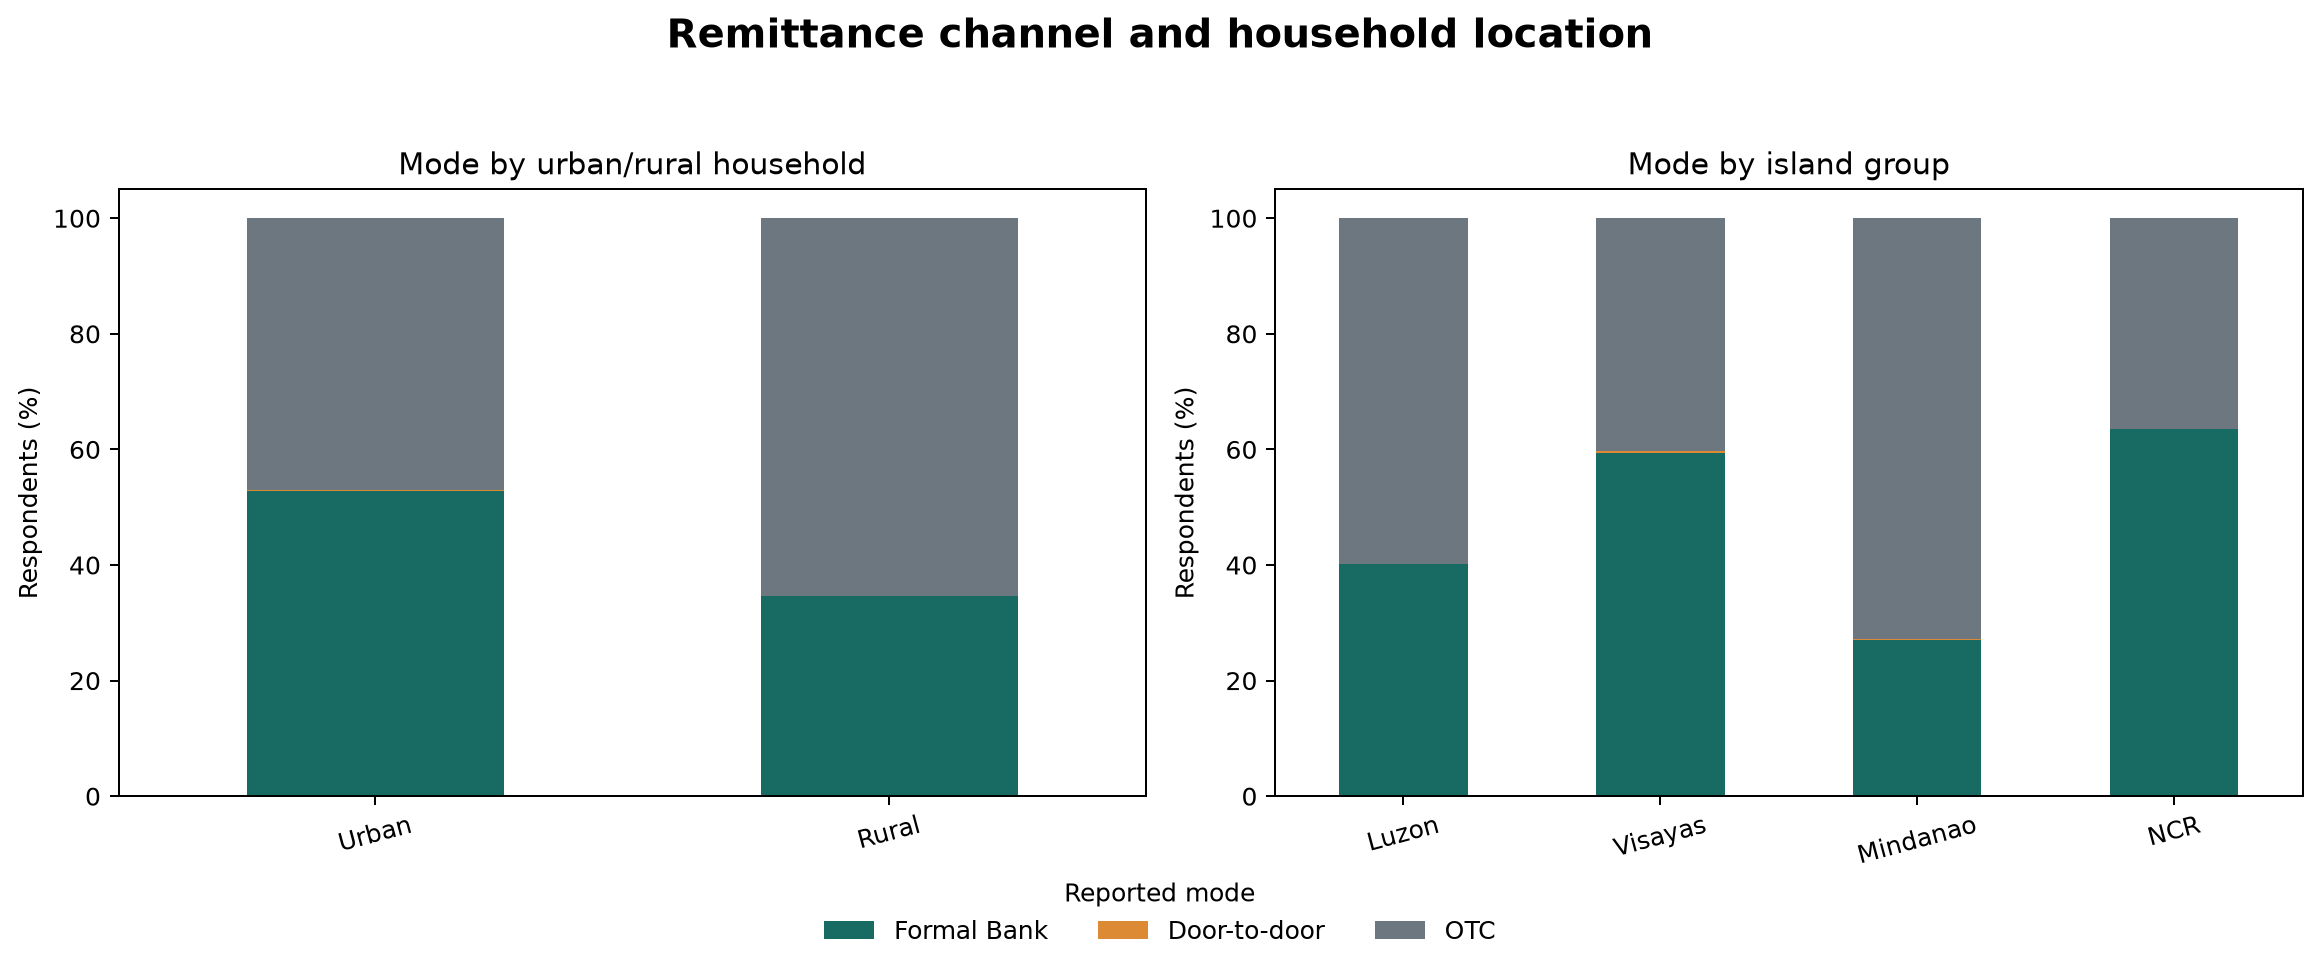 Remittance channel and household location
Mode by urban/rural household
Respondents (%)
100
80
60
40
20
0
Urban
Rural
Mode by island group
Respondents (%)
100
80
60
40
20
0
Luzon
Visayas
Mindanao
NCR
Reported mode
Formal Bank
Door-to-door
OTC